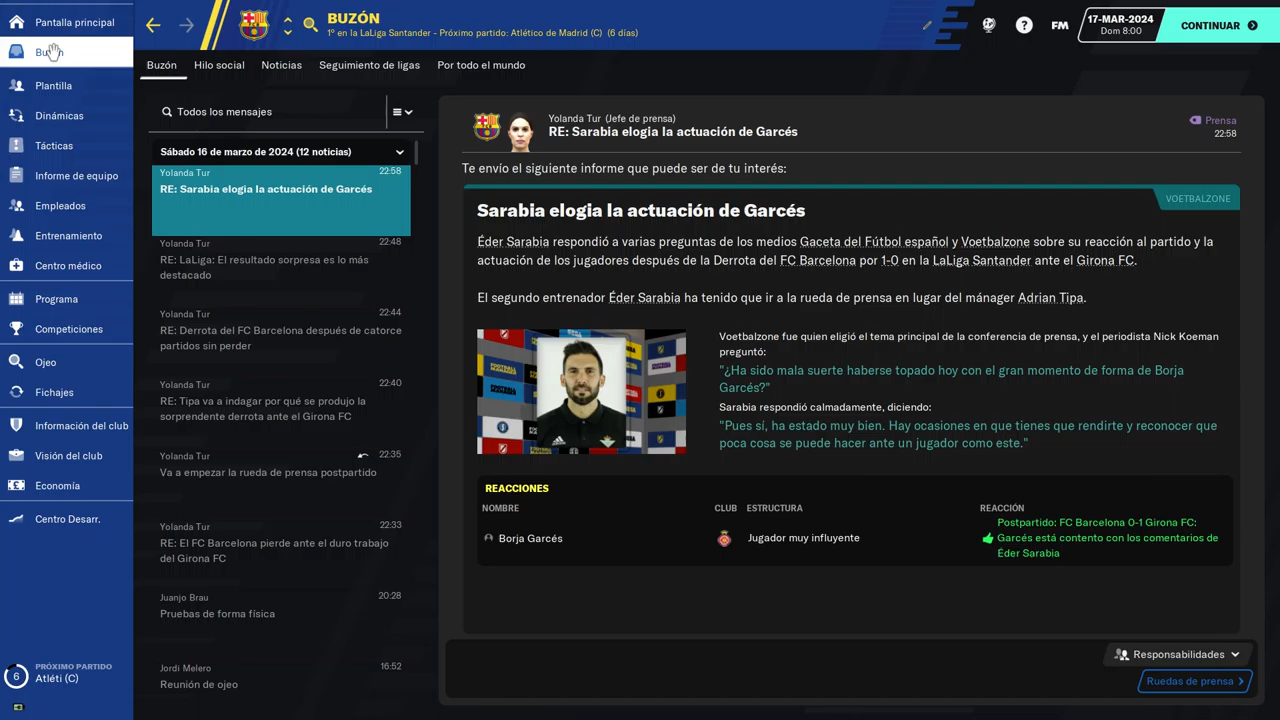 Pantalla principal
Plantilla
Dinámicas
Tácticas
Informe de equipo
Empleados
Entrenamiento
Centro médico
Programa
Competiciones
Ojeo
Fichajes
Información del club
Visión del club
Economía
Centro Desarr.
6
PRÓXIMO PARTIDO
Atléti (C)
BUZÓN
1º en la LaLiga Santander - Próximo partido: Atlético de Madrid (C) (6 días)
FM
17-MAR-2024
Dom 8:00
CONTINUAR
Buzón
Hilo social
Noticias
Seguimiento de ligas
Por todo el mundo
Todos los mensajes
Sábado 16 de marzo de 2024 (12 noticias)
Yolanda Tur 22:58
RE: Sarabia elogia la actuación de Garcés
Yolanda Tur 22:48
RE: LaLiga: El resultado sorpresa es lo más
destacado
Yolanda Tur 22:44
RE: Derrota del FC Barcelona después de catorce
partidos sin perder
Yolanda Tur 22:40
RE: Tipa va a indagar por qué se produjo la
sorprendente derrota ante el Girona FC
Yolanda Tur 22:35
Va a empezar la rueda de prensa postpartido
Yolanda Tur 22:33
RE: El FC Barcelona pierde ante el duro trabajo
del Girona FC
Juanjo Brau 20:28
Pruebas de forma física
Jordi Melero 16:52
Reunión de ojeo
Yolanda Tur (Jefe de prensa)
RE: Sarabia elogia la actuación de Garcés
Prensa
22:58
Te envío el siguiente informe que puede ser de tu interés:
VOETBALZONE
Sarabia elogia la actuación de Garcés
Éder Sarabia respondió a varias preguntas de los medios Gaceta del Fútbol español y Voetbalzone sobre su reacción al partido y la
actuación de los jugadores después de la Derrota del FC Barcelona por 1-0 en la LaLiga Santander ante el Girona FC.
El segundo entrenador Éder Sarabia ha tenido que ir a la rueda de prensa en lugar del mánager Adrian Tipa.
Voetbalzone fue quien eligió el tema principal de la conferencia de prensa, y el periodista Nick Koeman
preguntó:
"¿Ha sido mala suerte haberse topado hoy con el gran momento de forma de Borja
Garcés?"
Sarabia respondió calmadamente, diciendo:
"Pues sí, ha estado muy bien. Hay ocasiones en que tienes que rendirte y reconocer que
poca cosa se puede hacer ante un jugador como este."
REACCIONES
NOMBRE CLUB ESTRUCTURA REACCIÓN
Borja Garcés Jugador muy influyente
Postpartido: FC Barcelona 0-1 Girona FC:
Garcés está contento con los comentarios de
Éder Sarabia
Responsabilidades
Ruedas de prensa